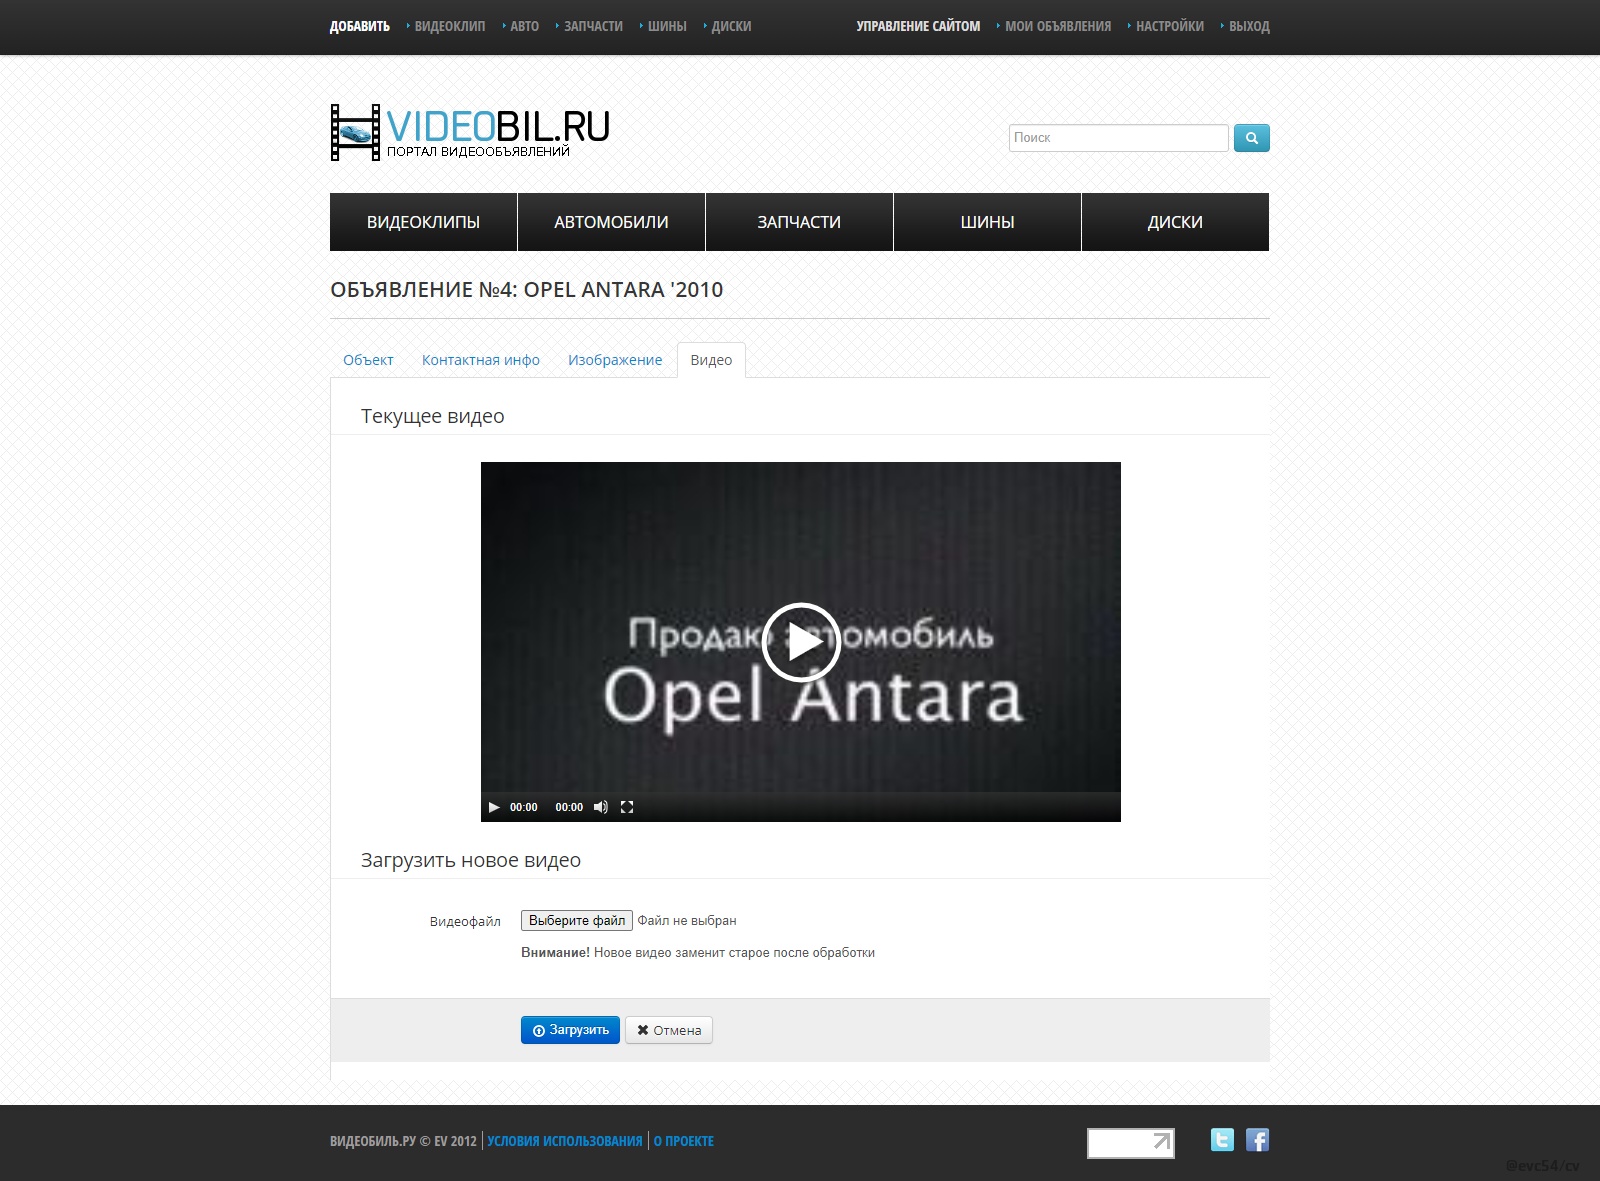 ДОБАВИТЬ ВИДЕОКЛИП АВТО ЗАПЧАСТИ ШИНЫ ДИСКИ УПРАВЛЕНИЕ САЙТОМ МОИ ОБЪЯВЛЕНИЯ НАСТРОЙКИ ВЫХОД
VIDEOBIL.RU
ПОРТАЛ ВИДЕООБЪЯВЛЕНИЙ
Поиск
ВИДЕОКЛИПЫ АВТОМОБИЛИ ЗАПЧАСТИ ШИНЫ ДИСКИ
ОБЪЯВЛЕНИЕ №4: OPEL ANTARA '2010
Объект Контактная инфо Изображение Видео
Текущее видео
Продаю автомобиль
Opel Antara
00:00 00:00
Загрузить новое видео
Видеофайл Выберите файл Файл не выбран
Внимание! Новое видео заменит старое после обработки
Загрузить Отмена
ВИДЕОБИЛЬ.РУ © EV 2012 УСЛОВИЯ ИСПОЛЬЗОВАНИЯ О ПРОЕКТЕ
@evc54/cv